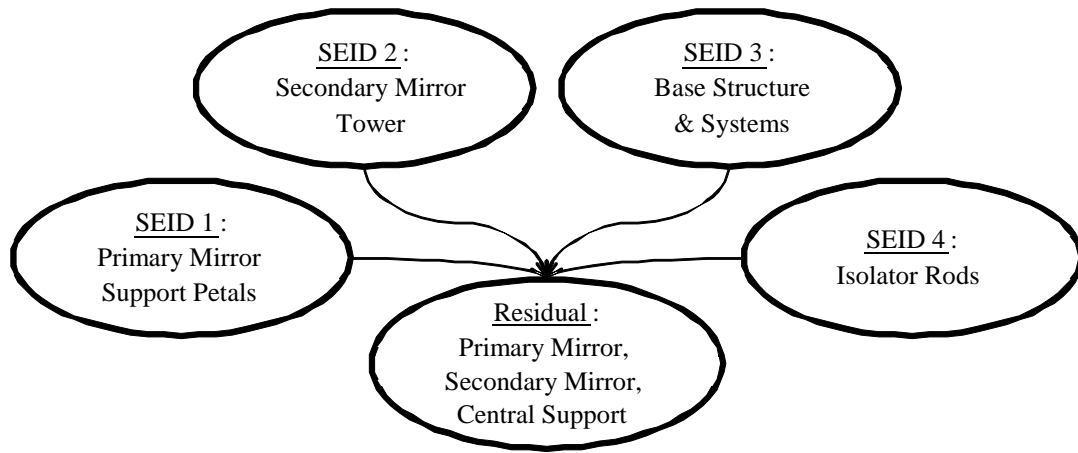 SEID 2:
Secondary Mirror
Tower
SEID 3:
Base Structure
& Systems
SEID 1:
Primary Mirror
Support Petals
SEID 4:
Isolator Rods
Residual:
Primary Mirror,
Secondary Mirror,
Central Support